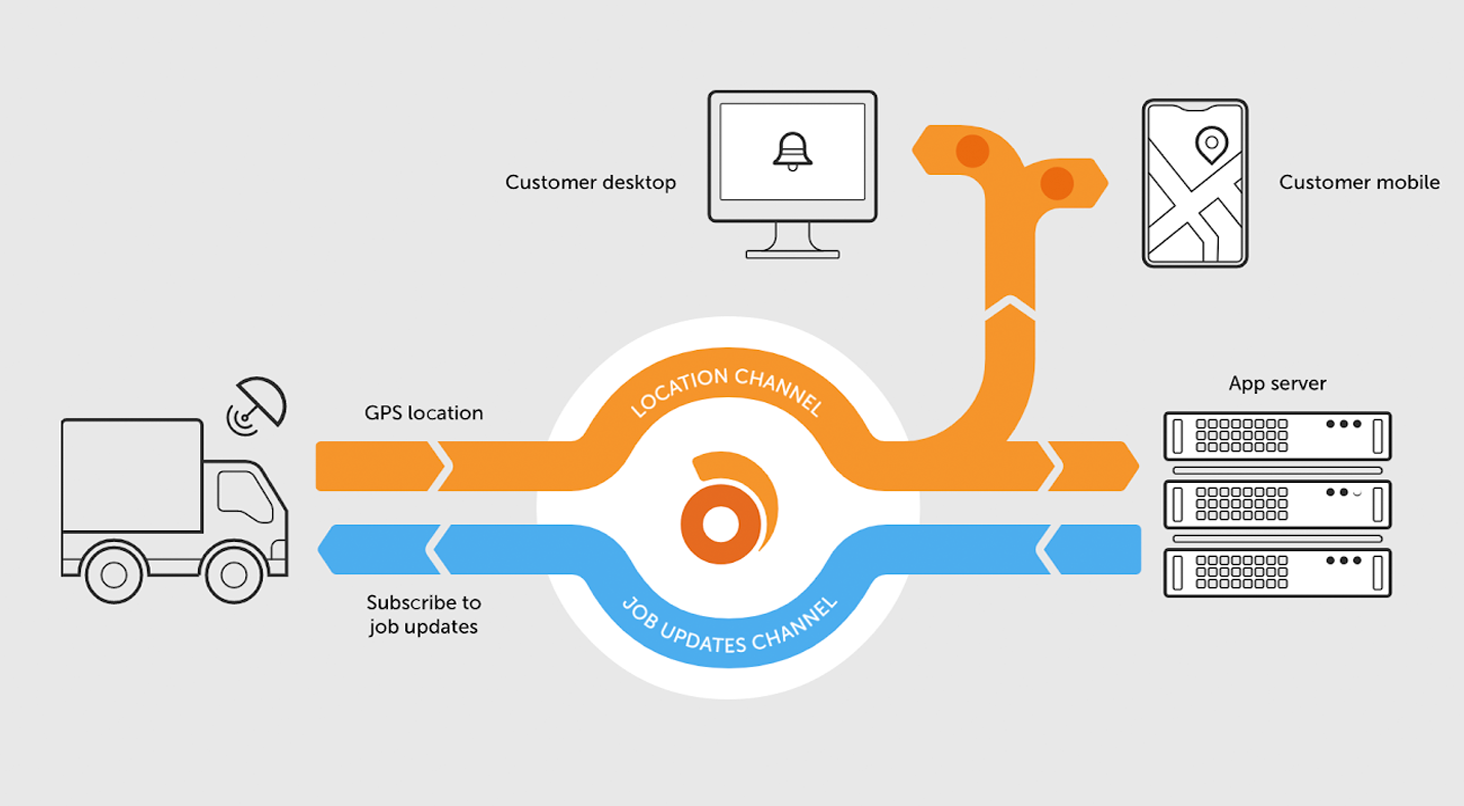 Customer desktop
Customer mobile
App server
GPS location
LOCATION CHANNEL
JOB UPDATES CHANNEL
Subscribe to
job updates